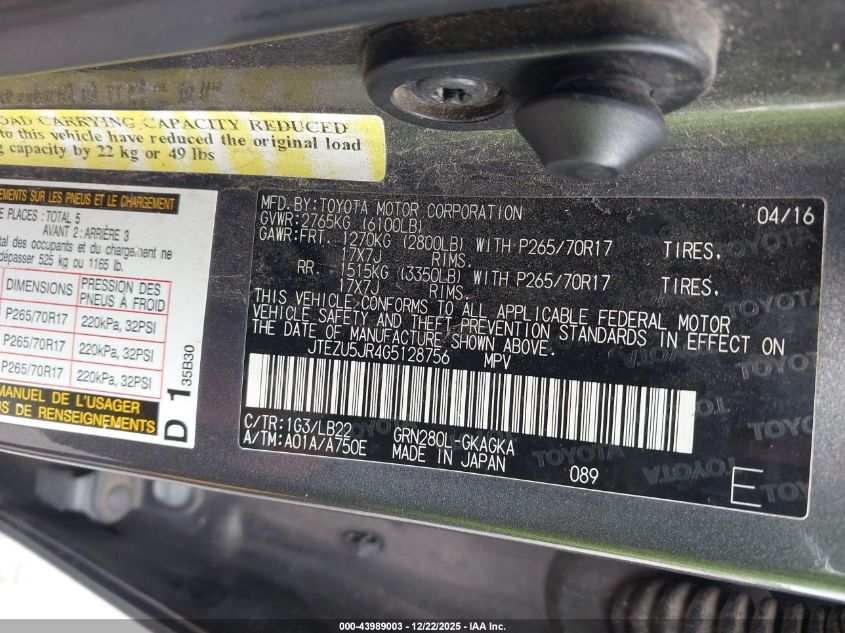 OAD CARRYING CAPACITY REDUCED
to this vehicle have reduced the original load
g capacity by 22 kg or 49 lbs
EMENTS SUR LES PNEUS ET LE CHARGEMENT
E PLACES : TOTAL 5
AVANT 2: ARRIÈRE 3
tal des occupants et du chargement ne
dépasser 525 kg ou 1165 lb.
DIMENSIONS PRESSION DES PNEUS À FROID
P265/70R17 220kPa, 32PSI
P265/70R17 220kPa, 32PSI
P265/70R17 220kPa, 32PSI
MANUEL DE L'USAGER
US DE RENSEIGNEMENTS
D 1 35B30
MFD. BY: TOYOTA MOTOR CORPORATION 04/16
GVWR: 2765KG (6100LB)
GAWR: FRT. 1270KG (2800LB) WITH P265/70R17 TIRES.
17X7J RIMS.
RR. 1515KG (3350LB) WITH P265/70R17 TIRES.
17X7J RIMS.
THIS VEHICLE CONFORMS TO ALL APPLICABLE FEDERAL MOTOR
VEHICLE SAFETY AND THEFT PREVENTION STANDARDS IN EFFECT ON
THE DATE OF MANUFACTURE SHOWN ABOVE.
JTEZU5JR4G5128756 MPV
C/TR: 1G3/LB22 GRN280L-GKAGKA
A/TM: A01A/A750E MADE IN JAPAN
089 E
000-43989003 - 12/22/2025 - IAA Inc.